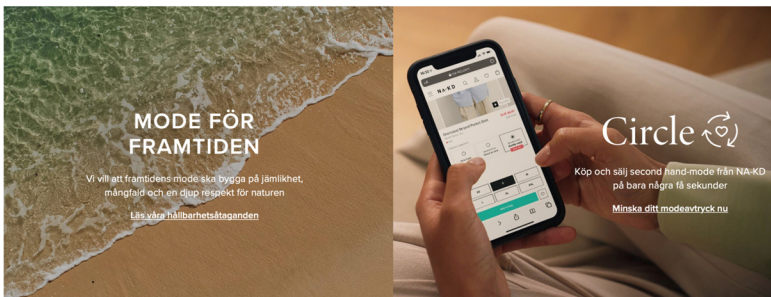 MODE FÖR
FRAMTIDEN
Vi vill att framtidens mode ska bygga på jämlikhet,
mångfald och en djup respekt för naturen
Läs våra hållbarhetsåtaganden
NA-KD
Circle
Köp och sälj second hand-mode från NA-KD
på bara några få sekunder
Minska ditt modeavtryck nu